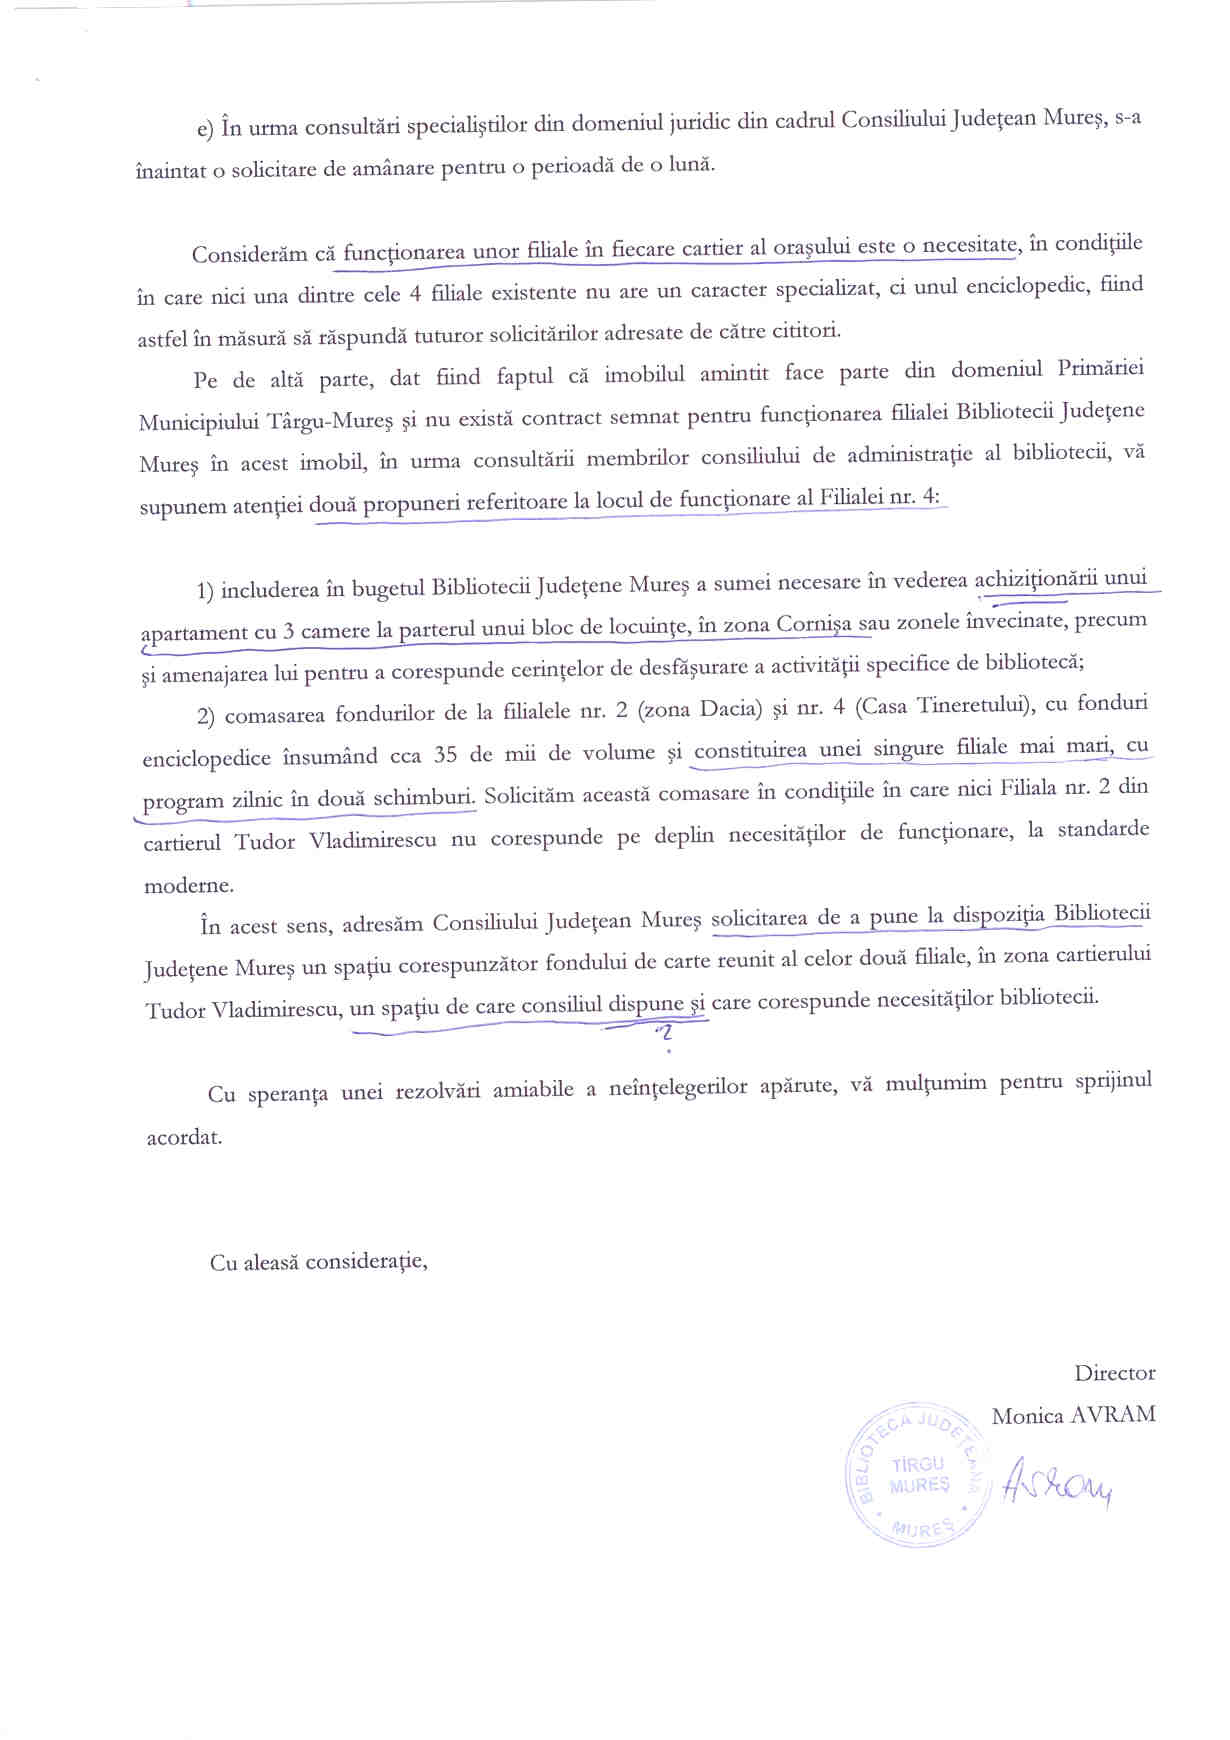 e) În urma consultări specialiştilor din domeniul juridic din cadrul Consiliului Judeţean Mureş, s-a
înaintat o solicitare de amânare pentru o perioadă de o lună.
Considerăm că funcţionarea unor filiale în fiecare cartier al oraşului este o necesitate, în condiţiile
în care nici una dintre cele 4 filiale existente nu are un caracter specializat, ci unul enciclopedic, fiind
astfel în măsură să răspundă tuturor solicitărilor adresate de către cititori.
Pe de altă parte, dat fiind faptul că imobilul amintit face parte din domeniul Primăriei
Municipiului Târgu-Mureş şi nu există contract semnat pentru funcţionarea filialei Bibliotecii Judeţene
Mureş în acest imobil, în urma consultării membrilor consiliului de administraţie al bibliotecii, vă
supunem atenţiei două propuneri referitoare la locul de funcţionare al Filialei nr. 4:
1) includerea în bugetul Bibliotecii Judeţene Mureş a sumei necesare în vederea achiziţionării unui
apartament cu 3 camere la parterul unui bloc de locuinţe, în zona Cornişa sau zonele învecinate, precum
şi amenajarea lui pentru a corespunde cerinţelor de desfăşurare a activităţii specifice de bibliotecă;
2) comasarea fondurilor de la filialele nr. 2 (zona Dacia) şi nr. 4 (Casa Tineretului), cu fonduri
enciclopedice însumând cca 35 de mii de volume şi constituirea unei singure filiale mai mari, cu
program zilnic în două schimburi. Solicităm această comasare în condiţiile în care nici Filiala nr. 2 din
cartierul Tudor Vladimirescu nu corespunde pe deplin necesităţilor de funcţionare, la standarde
moderne.
În acest sens, adresăm Consiliului Judeţean Mureş solicitarea de a pune la dispoziţia Bibliotecii
Judeţene Mureş un spaţiu corespunzător fondului de carte reunit al celor două filiale, în zona cartierului
Tudor Vladimirescu, un spaţiu de care consiliul dispune şi care corespunde necesităţilor bibliotecii.
?
Cu speranţa unei rezolvări amiabile a neînţelegerilor apărute, vă mulţumim pentru sprijinul
acordat.
Cu aleasă consideraţie,
Director
Monica AVRAM
BIBLIOTECA JUDEŢEANĂ
TÎRGU
MUREŞ
MUREŞ
Avram